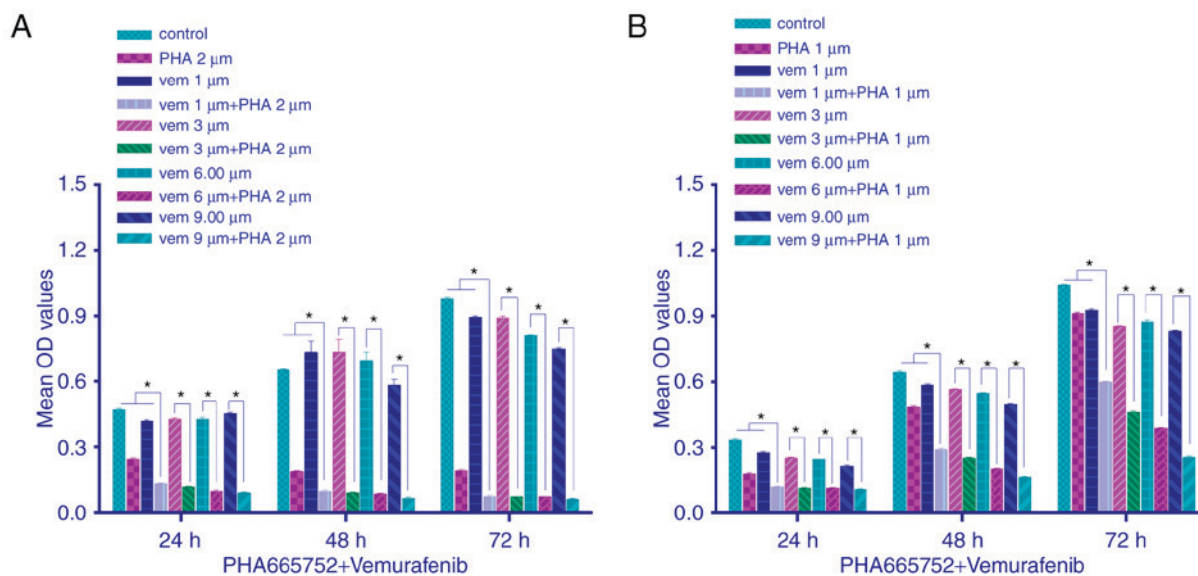 A
control
PHA 2 μm
vem 1 μm
vem 1 μm+PHA 2 μm
vem 3 μm
vem 3 μm+PHA 2 μm
vem 6.00 μm
vem 6 μm+PHA 2 μm
vem 9.00 μm
vem 9 μm+PHA 2 μm
Mean OD values
1.5
1.2
0.9
0.6
0.3
0.0
* * * *
* * * *
* * * *
24 h 48 h 72 h
PHA665752+Vemurafenib
B
control
PHA 1 μm
vem 1 μm
vem 1 μm+PHA 1 μm
vem 3 μm
vem 3 μm+PHA 1 μm
vem 6.00 μm
vem 6 μm+PHA 1 μm
vem 9.00 μm
vem 9 μm+PHA 1 μm
Mean OD values
1.5
1.2
0.9
0.6
0.3
0.0
* * * *
* * * *
* * * *
24 h 48 h 72 h
PHA665752+Vemurafenib